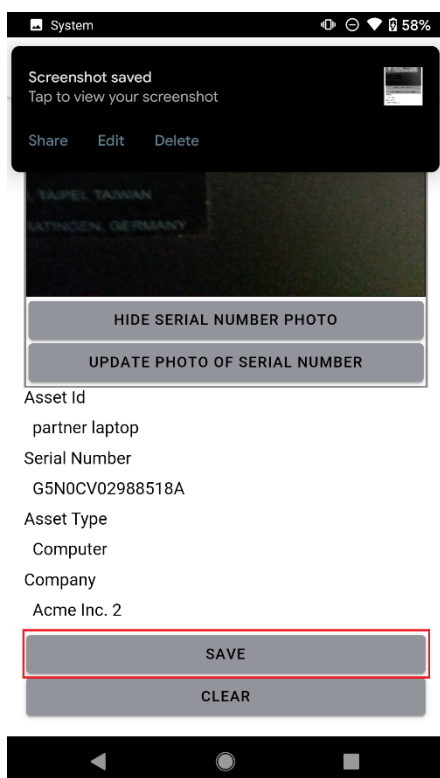 System 58%
Screenshot saved
Tap to view your screenshot
Share Edit Delete
TAIPEI, TAIWAN
RATINGEN, GERMANY
HIDE SERIAL NUMBER PHOTO
UPDATE PHOTO OF SERIAL NUMBER
Asset Id
partner laptop
Serial Number
G5N0CV02988518A
Asset Type
Computer
Company
Acme Inc. 2
SAVE
CLEAR